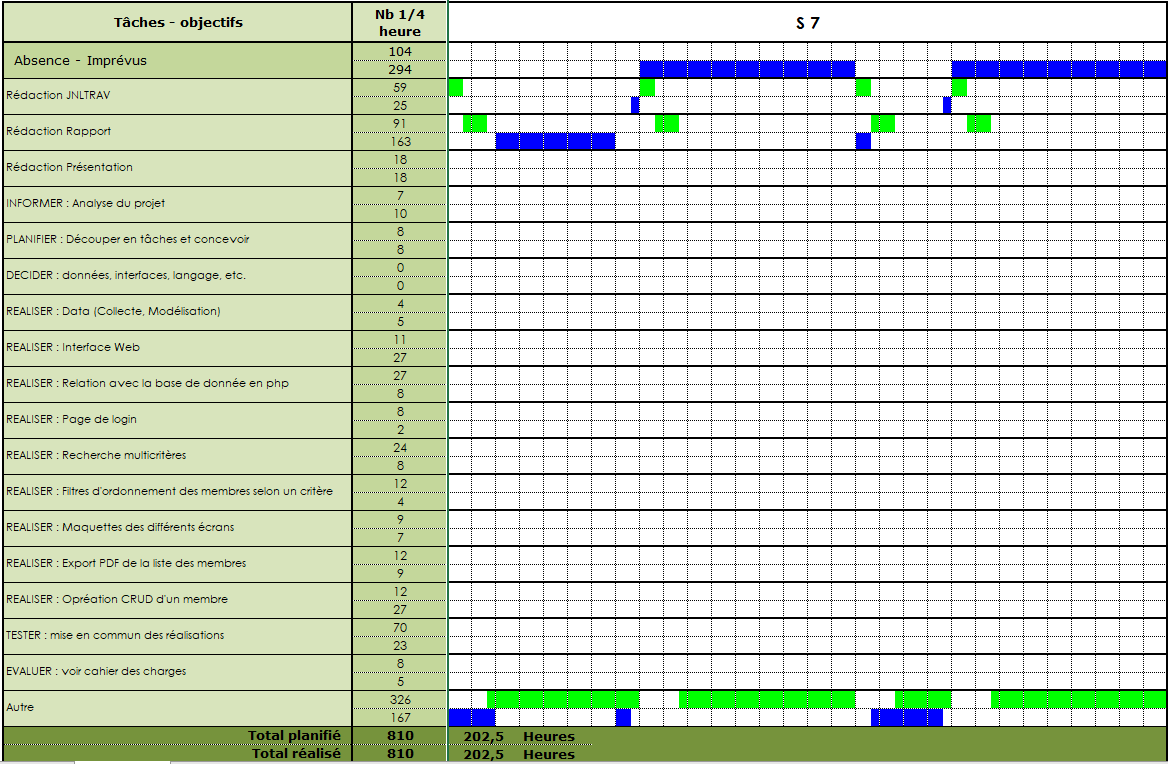 Tâches - objectifs
Nb 1/4
heure
S 7
Absence - Imprévus
104
294
Rédaction JNLTRAV
59
25
Rédaction Rapport
91
163
Rédaction Présentation
18
18
INFORMER : Analyse du projet
7
10
PLANIFIER : Découper en tâches et concevoir
8
8
DECIDER : données, interfaces, langage, etc.
0
0
REALISER : Data (Collecte, Modélisation)
4
5
REALISER : Interface Web
11
27
REALISER : Relation avec la base de donnée en php
27
8
REALISER : Page de login
8
2
REALISER : Recherche multicritères
24
8
REALISER : Filtres d'ordonnement des membres selon un critère
12
4
REALISER : Maquettes des différents écrans
9
7
REALISER : Export PDF de la liste des membres
12
9
REALISER : Opréation CRUD d'un membre
12
27
TESTER : mise en commun des réalisations
70
23
EVALUER : voir cahier des charges
8
5
Autre
326
167
Total planifié 810 202,5 Heures
Total réalisé 810 202,5 Heures